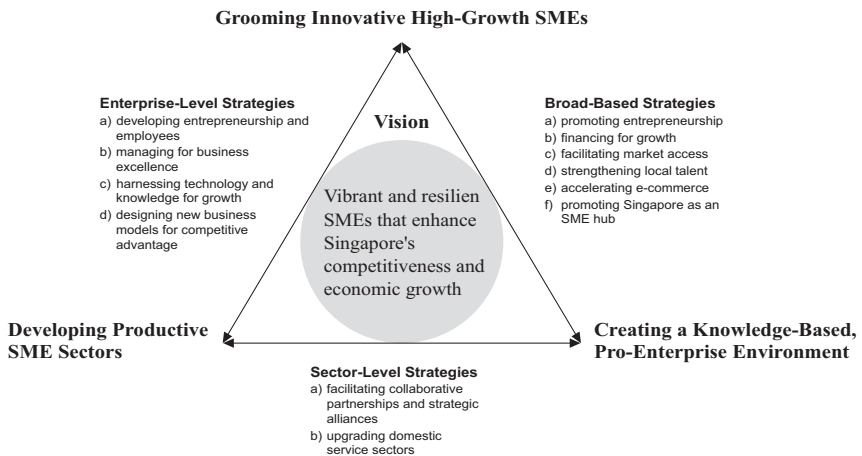 Grooming Innovative High-Growth SMEs
Enterprise-Level Strategies
a) developing entrepreneurship and
employees
b) managing for business
excellence
c) harnessing technology and
knowledge for growth
d) designing new business
models for competitive
advantage
Vision
Vibrant and resilien
SMEs that enhance
Singapore's
competitiveness and
economic growth
Broad-Based Strategies
a) promoting entrepreneurship
b) financing for growth
c) facilitating market access
d) strengthening local talent
e) accelerating e-commerce
f) promoting Singapore as an
SME hub
Developing Productive
SME Sectors
Creating a Knowledge-Based,
Pro-Enterprise Environment
Sector-Level Strategies
a) facilitating collaborative
partnerships and strategic
alliances
b) upgrading domestic
service sectors